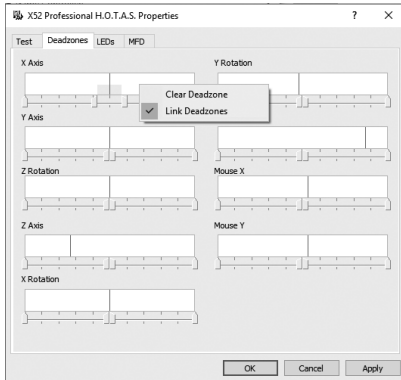 X52 Professional H.O.T.A.S. Properties
Test Deadzones LEDs MFD
X Axis Y Rotation
Clear Deadzone
Link Deadzones
Y Axis
Z Rotation Mouse X
Z Axis Mouse Y
X Rotation
OK Cancel Apply